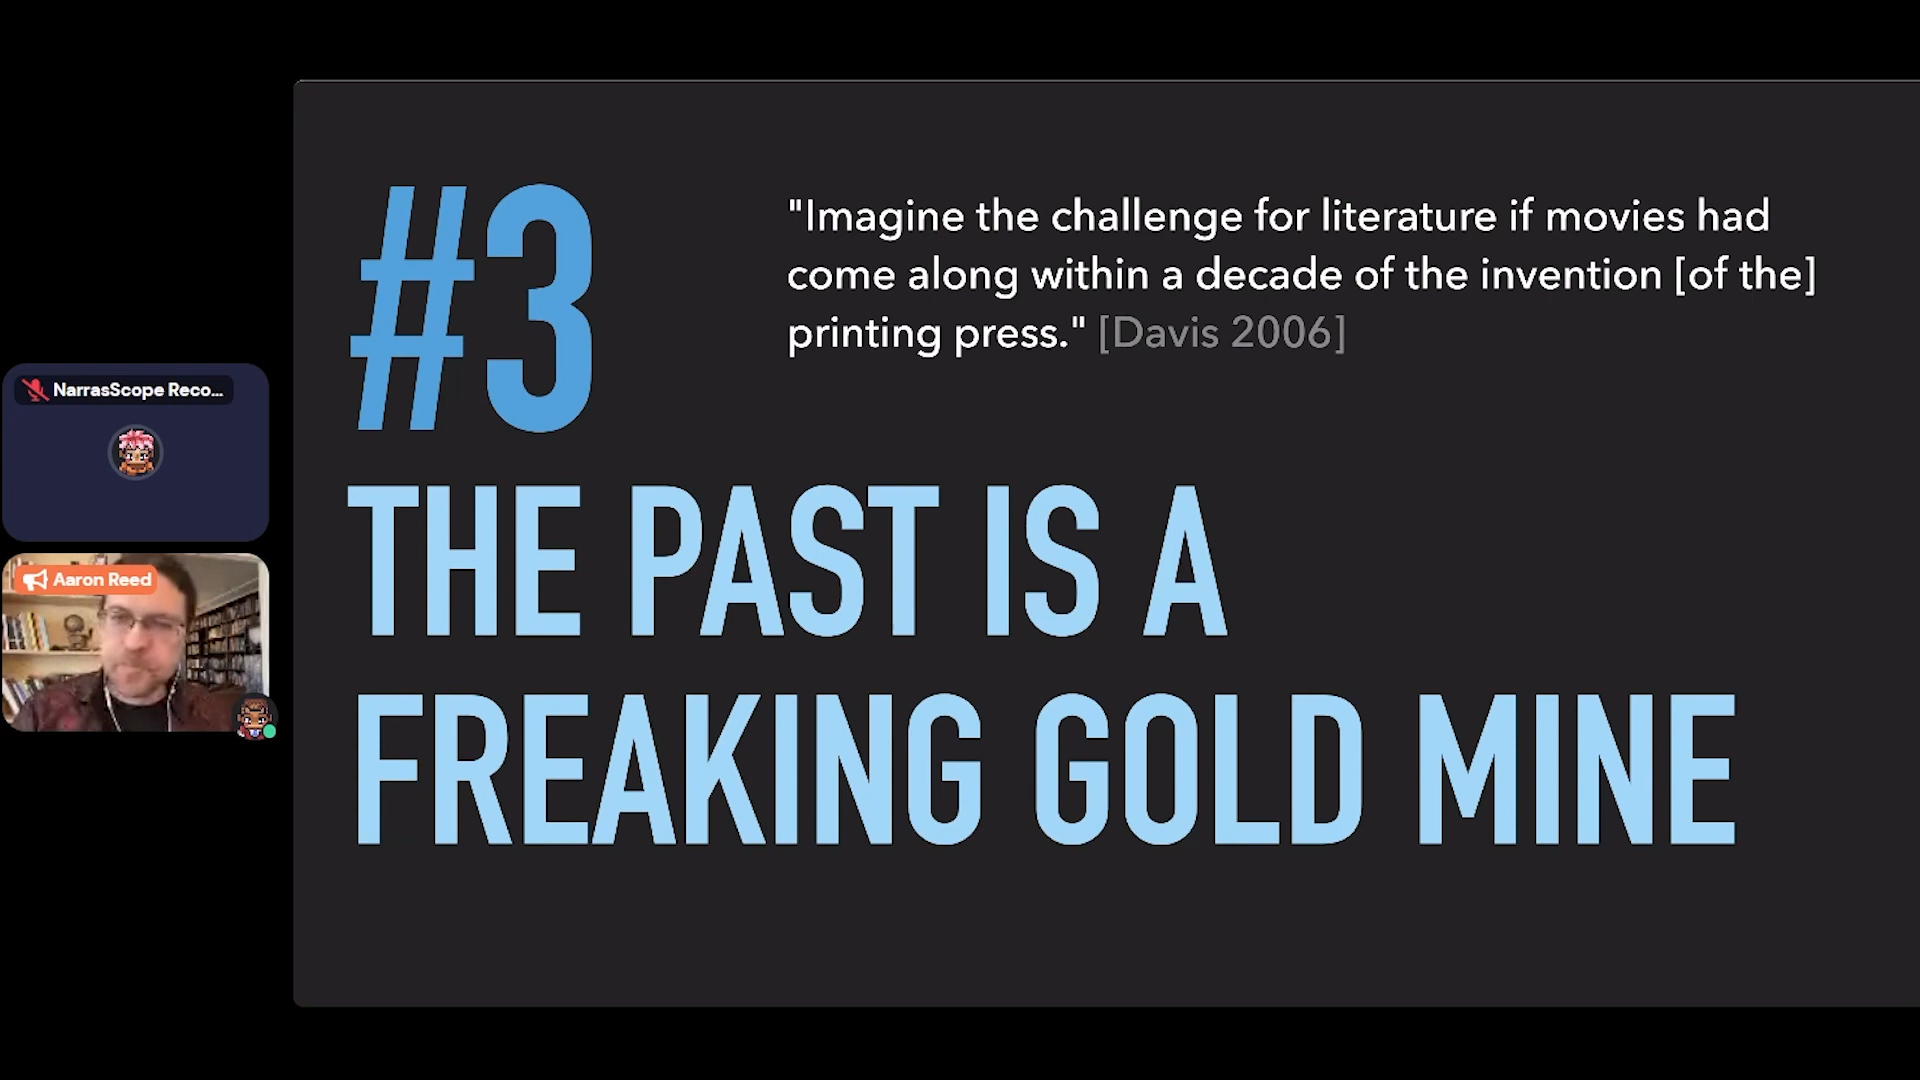 #3
"Imagine the challenge for literature if movies had
come along within a decade of the invention [of the]
printing press." [Davis 2006]
THE PAST IS A
FREAKING GOLD MINE
NarrasScope Reco...
Aaron Reed